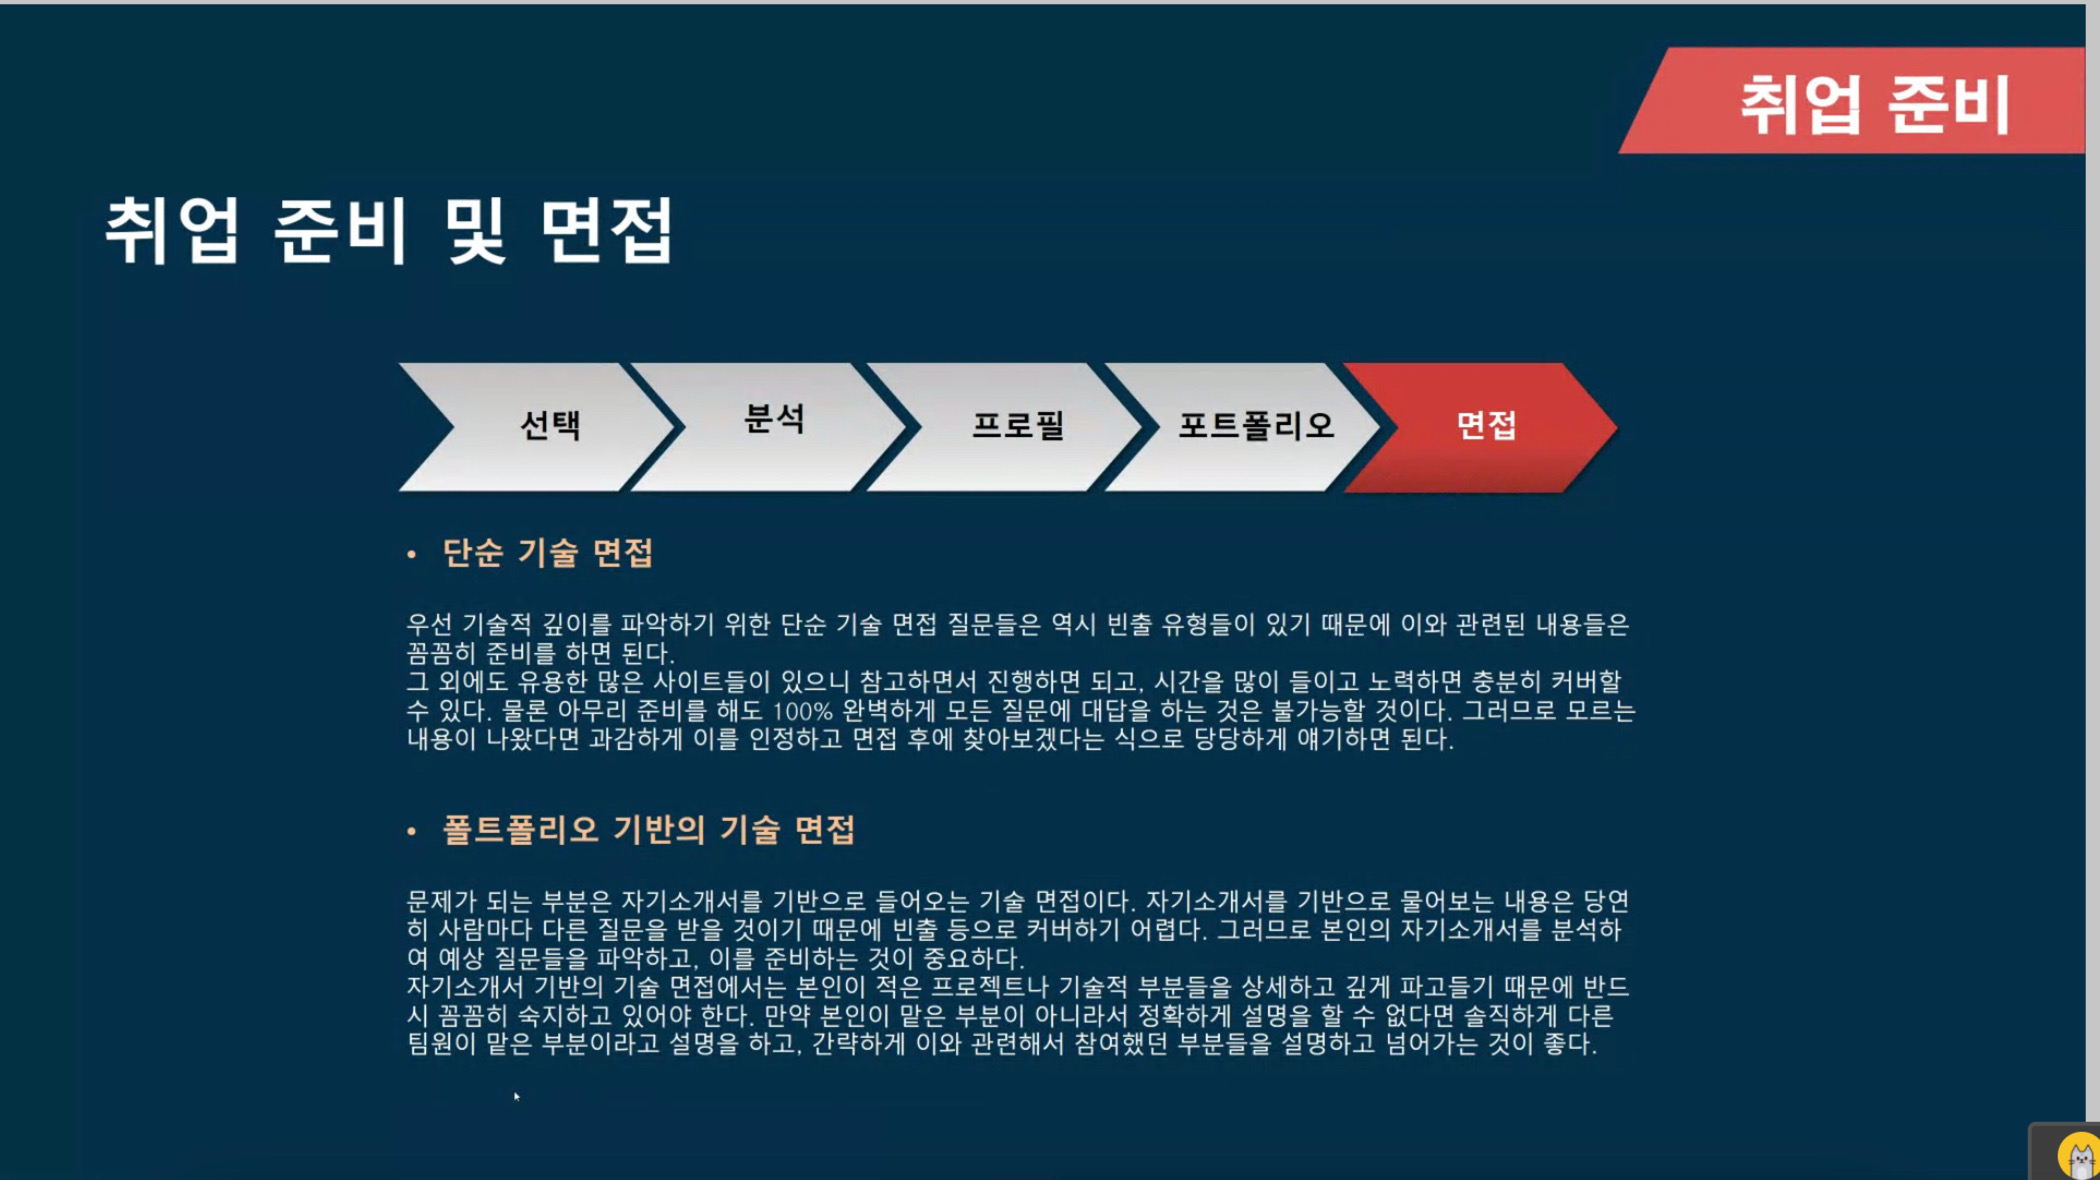 취업 준비
취업 준비 및 면접
선택
분석
프로필
포트폴리오
면접
• 단순 기술 면접
우선 기술적 깊이를 파악하기 위한 단순 기술 면접 질문들은 역시 빈출 유형들이 있기 때문에 이와 관련된 내용들은
꼼꼼히 준비를 하면 된다.
그 외에도 유용한 많은 사이트들이 있으니 참고하면서 진행하면 되고, 시간을 많이 들이고 노력하면 충분히 커버할
수 있다. 물론 아무리 준비를 해도 100% 완벽하게 모든 질문에 대답을 하는 것은 불가능할 것이다. 그러므로 모르는
내용이 나왔다면 과감하게 이를 인정하고 면접 후에 찾아보겠다는 식으로 당당하게 얘기하면 된다.
• 폴트폴리오 기반의 기술 면접
문제가 되는 부분은 자기소개서를 기반으로 들어오는 기술 면접이다. 자기소개서를 기반으로 물어보는 내용은 당연
히 사람마다 다른 질문을 받을 것이기 때문에 빈출 등으로 커버하기 어렵다. 그러므로 본인의 자기소개서를 분석하
여 예상 질문들을 파악하고, 이를 준비하는 것이 중요하다.
자기소개서 기반의 기술 면접에서는 본인이 적은 프로젝트나 기술적 부분들을 상세하고 깊게 파고들기 때문에 반드
시 꼼꼼히 숙지하고 있어야 한다. 만약 본인이 맡은 부분이 아니라서 정확하게 설명을 할 수 없다면 솔직하게 다른
팀원이 맡은 부분이라고 설명을 하고, 간략하게 이와 관련해서 참여했던 부분들을 설명하고 넘어가는 것이 좋다.